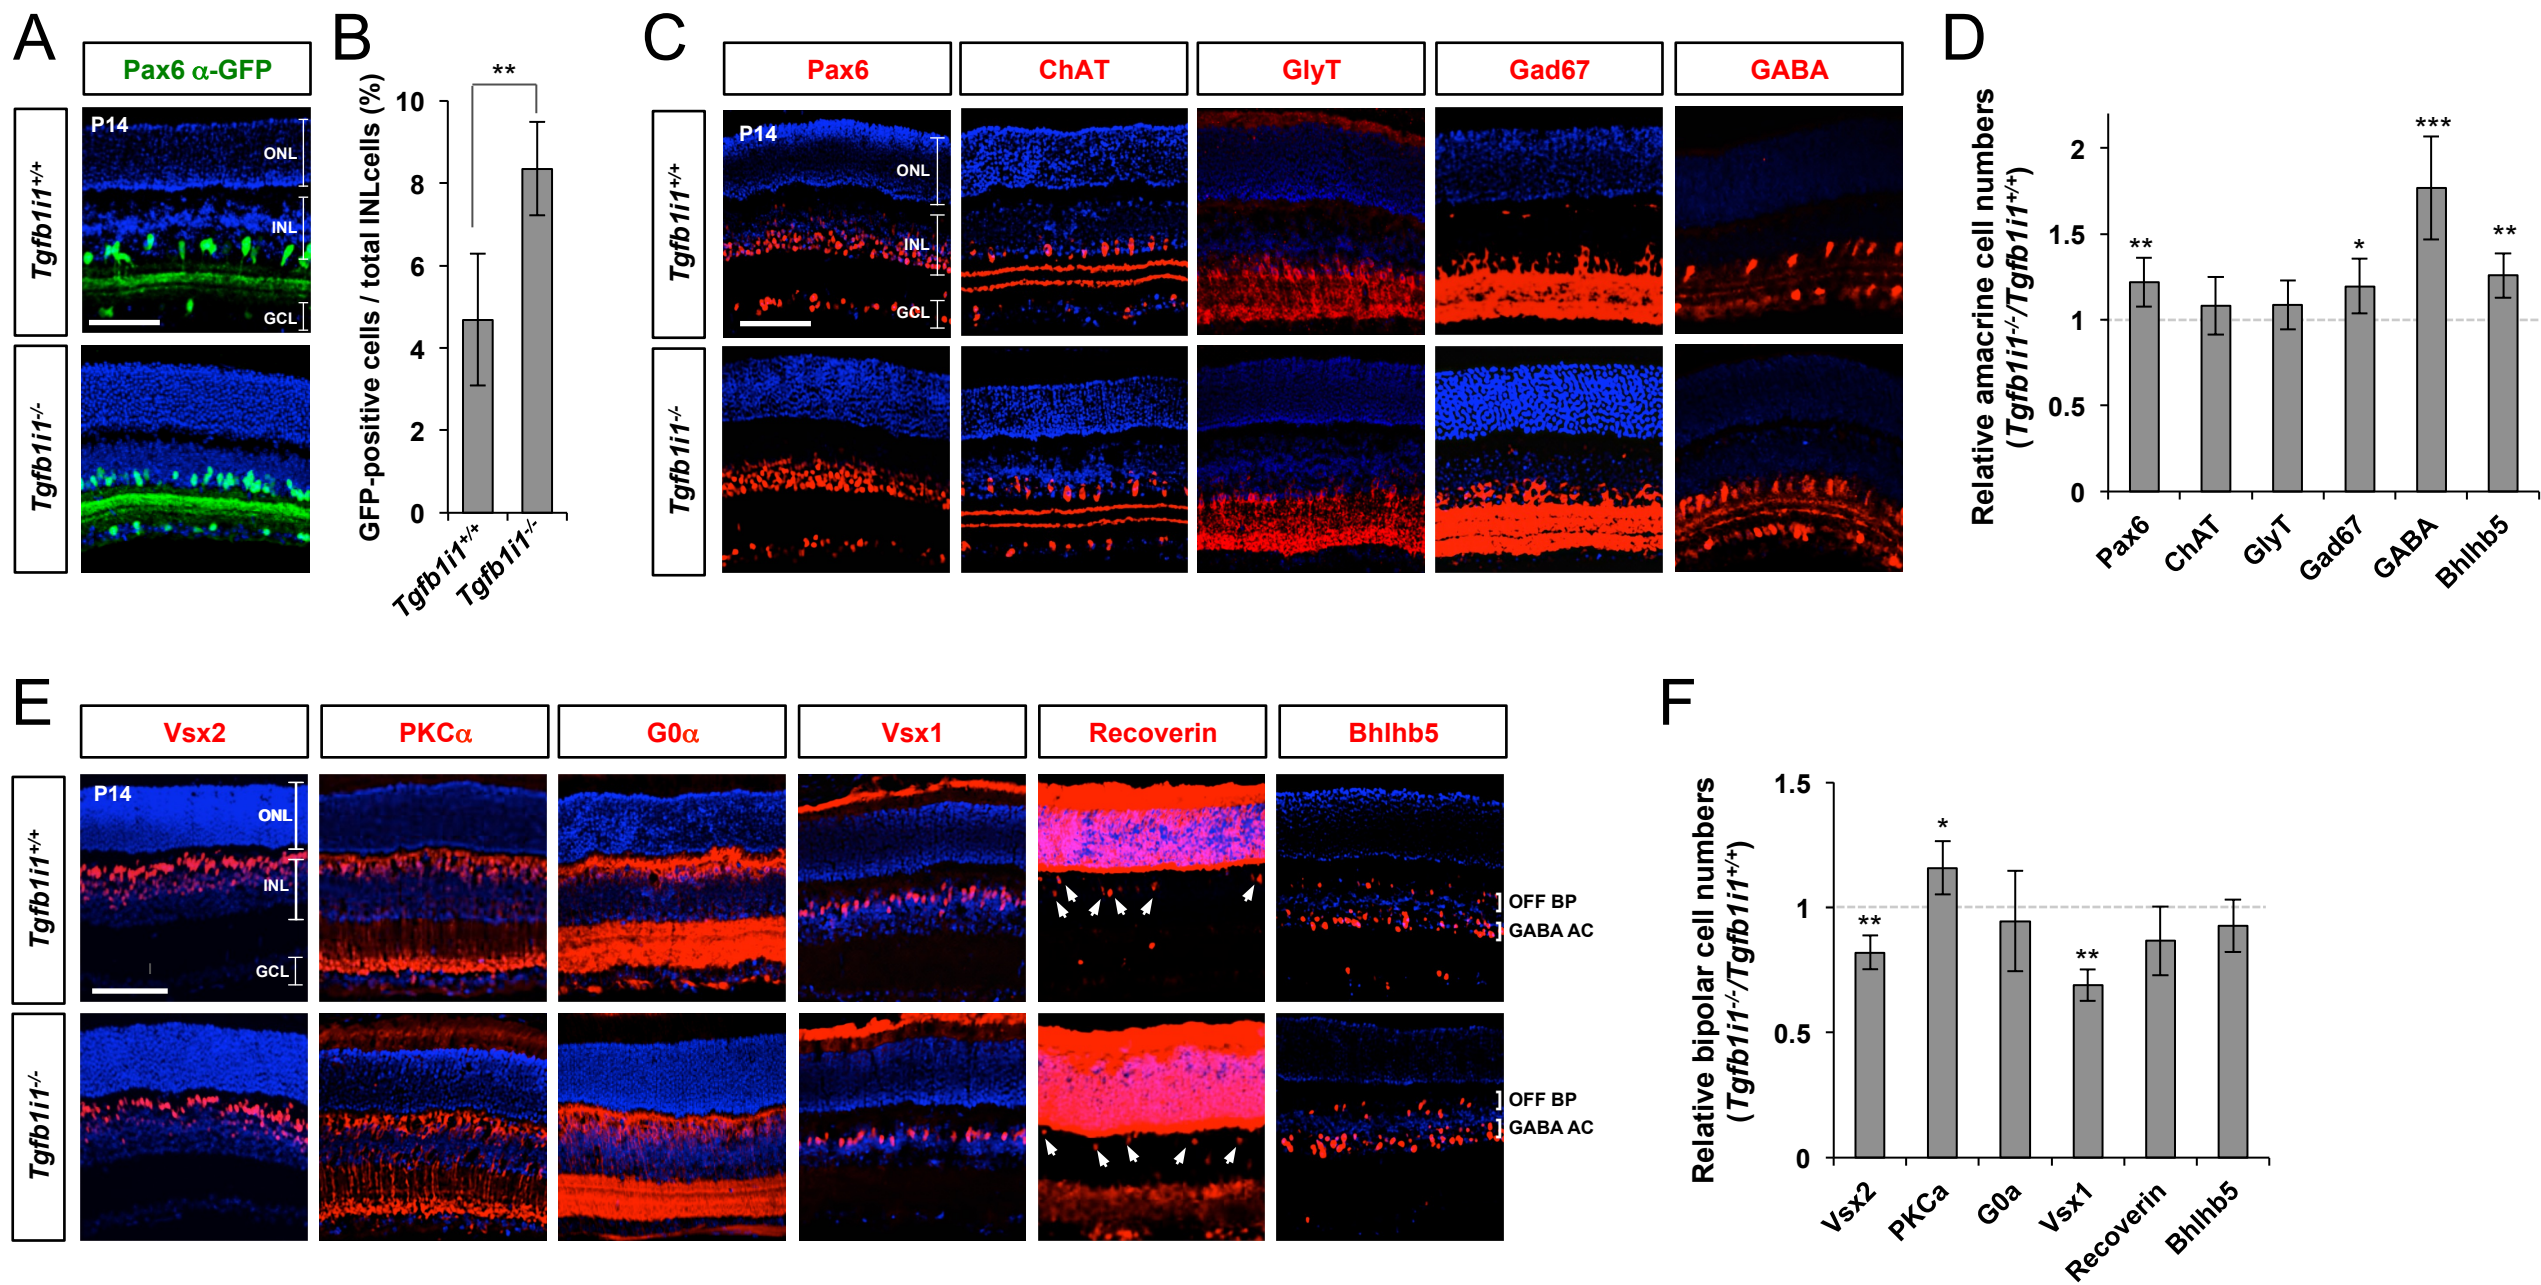 A
Pax6 α-GFP
Tgfb1i1+/+
P14
ONL
INL
GCL
Tgfb1i1-/-
B
GFP-positive cells / total INLcells (%)
**
10
8
6
4
2
0
Tgfb1i1+/+
Tgfb1i1-/-
C
Pax6
ChAT
GlyT
Gad67
GABA
Tgfb1i1+/+
P14
ONL
INL
GCL
Tgfb1i1-/-
D
Relative amacrine cell numbers
(Tgfb1i1-/-/Tgfb1i1+/+)
2
1.5
1
0.5
0
**
*
***
**
Pax6
ChAT
GlyT
Gad67
GABA
Bhlhb5
E
Vsx2
PKCα
G0α
Vsx1
Recoverin
Bhlhb5
Tgfb1i1+/+
P14
ONL
INL
GCL
OFF BP
GABA AC
Tgfb1i1-/-
OFF BP
GABA AC
F
Relative bipolar cell numbers
(Tgfb1i1-/-/Tgfb1i1+/+)
1.5
1
0.5
0
**
*
**
Vsx2
PKCa
G0a
Vsx1
Recoverin
Bhlhb5